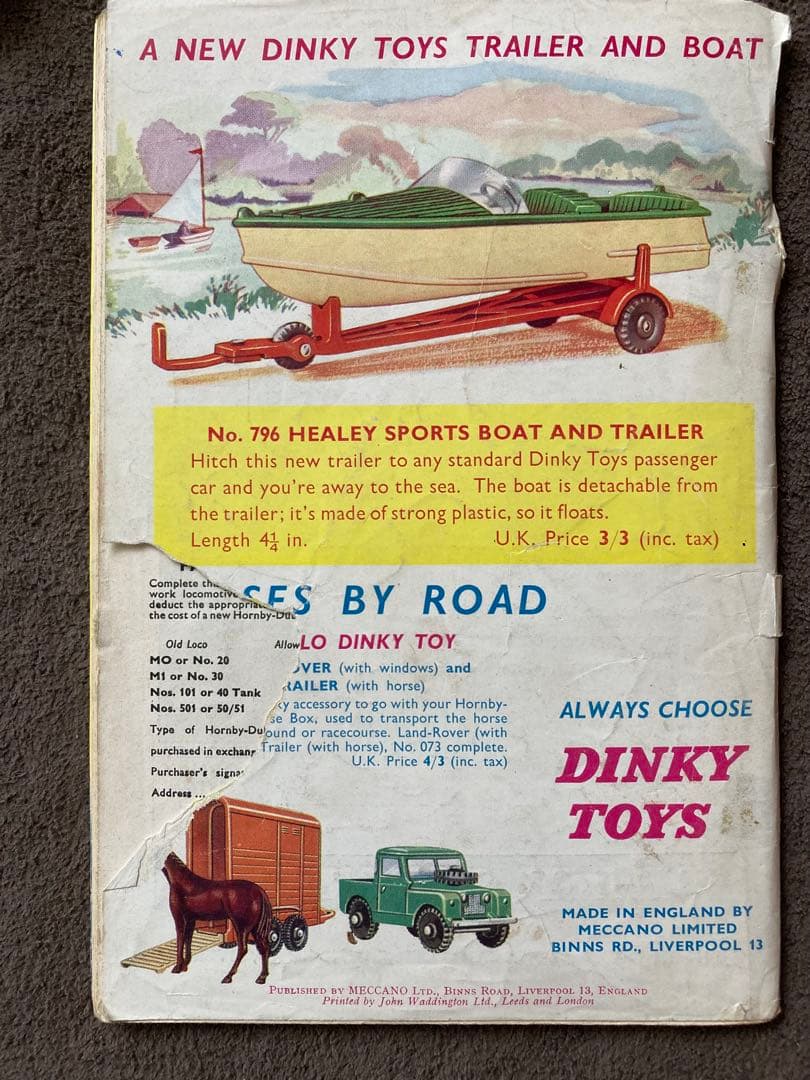 A NEW DINKY TOYS TRAILER AND BOAT
No. 796 HEALEY SPORTS BOAT AND TRAILER
Hitch this new trailer to any standard Dinky Toys passenger
car and you're away to the sea. The boat is detachable from
the trailer; it's made of strong plastic, so it floats.
Length 4¼ in. U.K. Price 3/3 (inc. tax)
SES BY ROAD
LO DINKY TOY
OVER (with windows) and
RAILER (with horse)
accessory to go with your Hornby-
se Box, used to transport the horse
ound or racecourse. Land-Rover (with
Trailer (with horse), No. 073 complete.
U.K. Price 4/3 (inc. tax)
Complete
work locomotiv
deduct the appropria
the cost of a new Hornby-Du
Old Loco Allow
MO or No. 20
M1 or No. 30
Nos. 101 or 40 Tank
Nos. 501 or 50/51
Type of Hornby-Du
purchased in exchan
Purchaser's signa
Address ...
ALWAYS CHOOSE
DINKY
TOYS
MADE IN ENGLAND BY
MECCANO LIMITED
BINNS RD., LIVERPOOL 13
Published by MECCANO LTD., Binns Road, Liverpool 13, England
Printed by John Waddington Ltd., Leeds and London